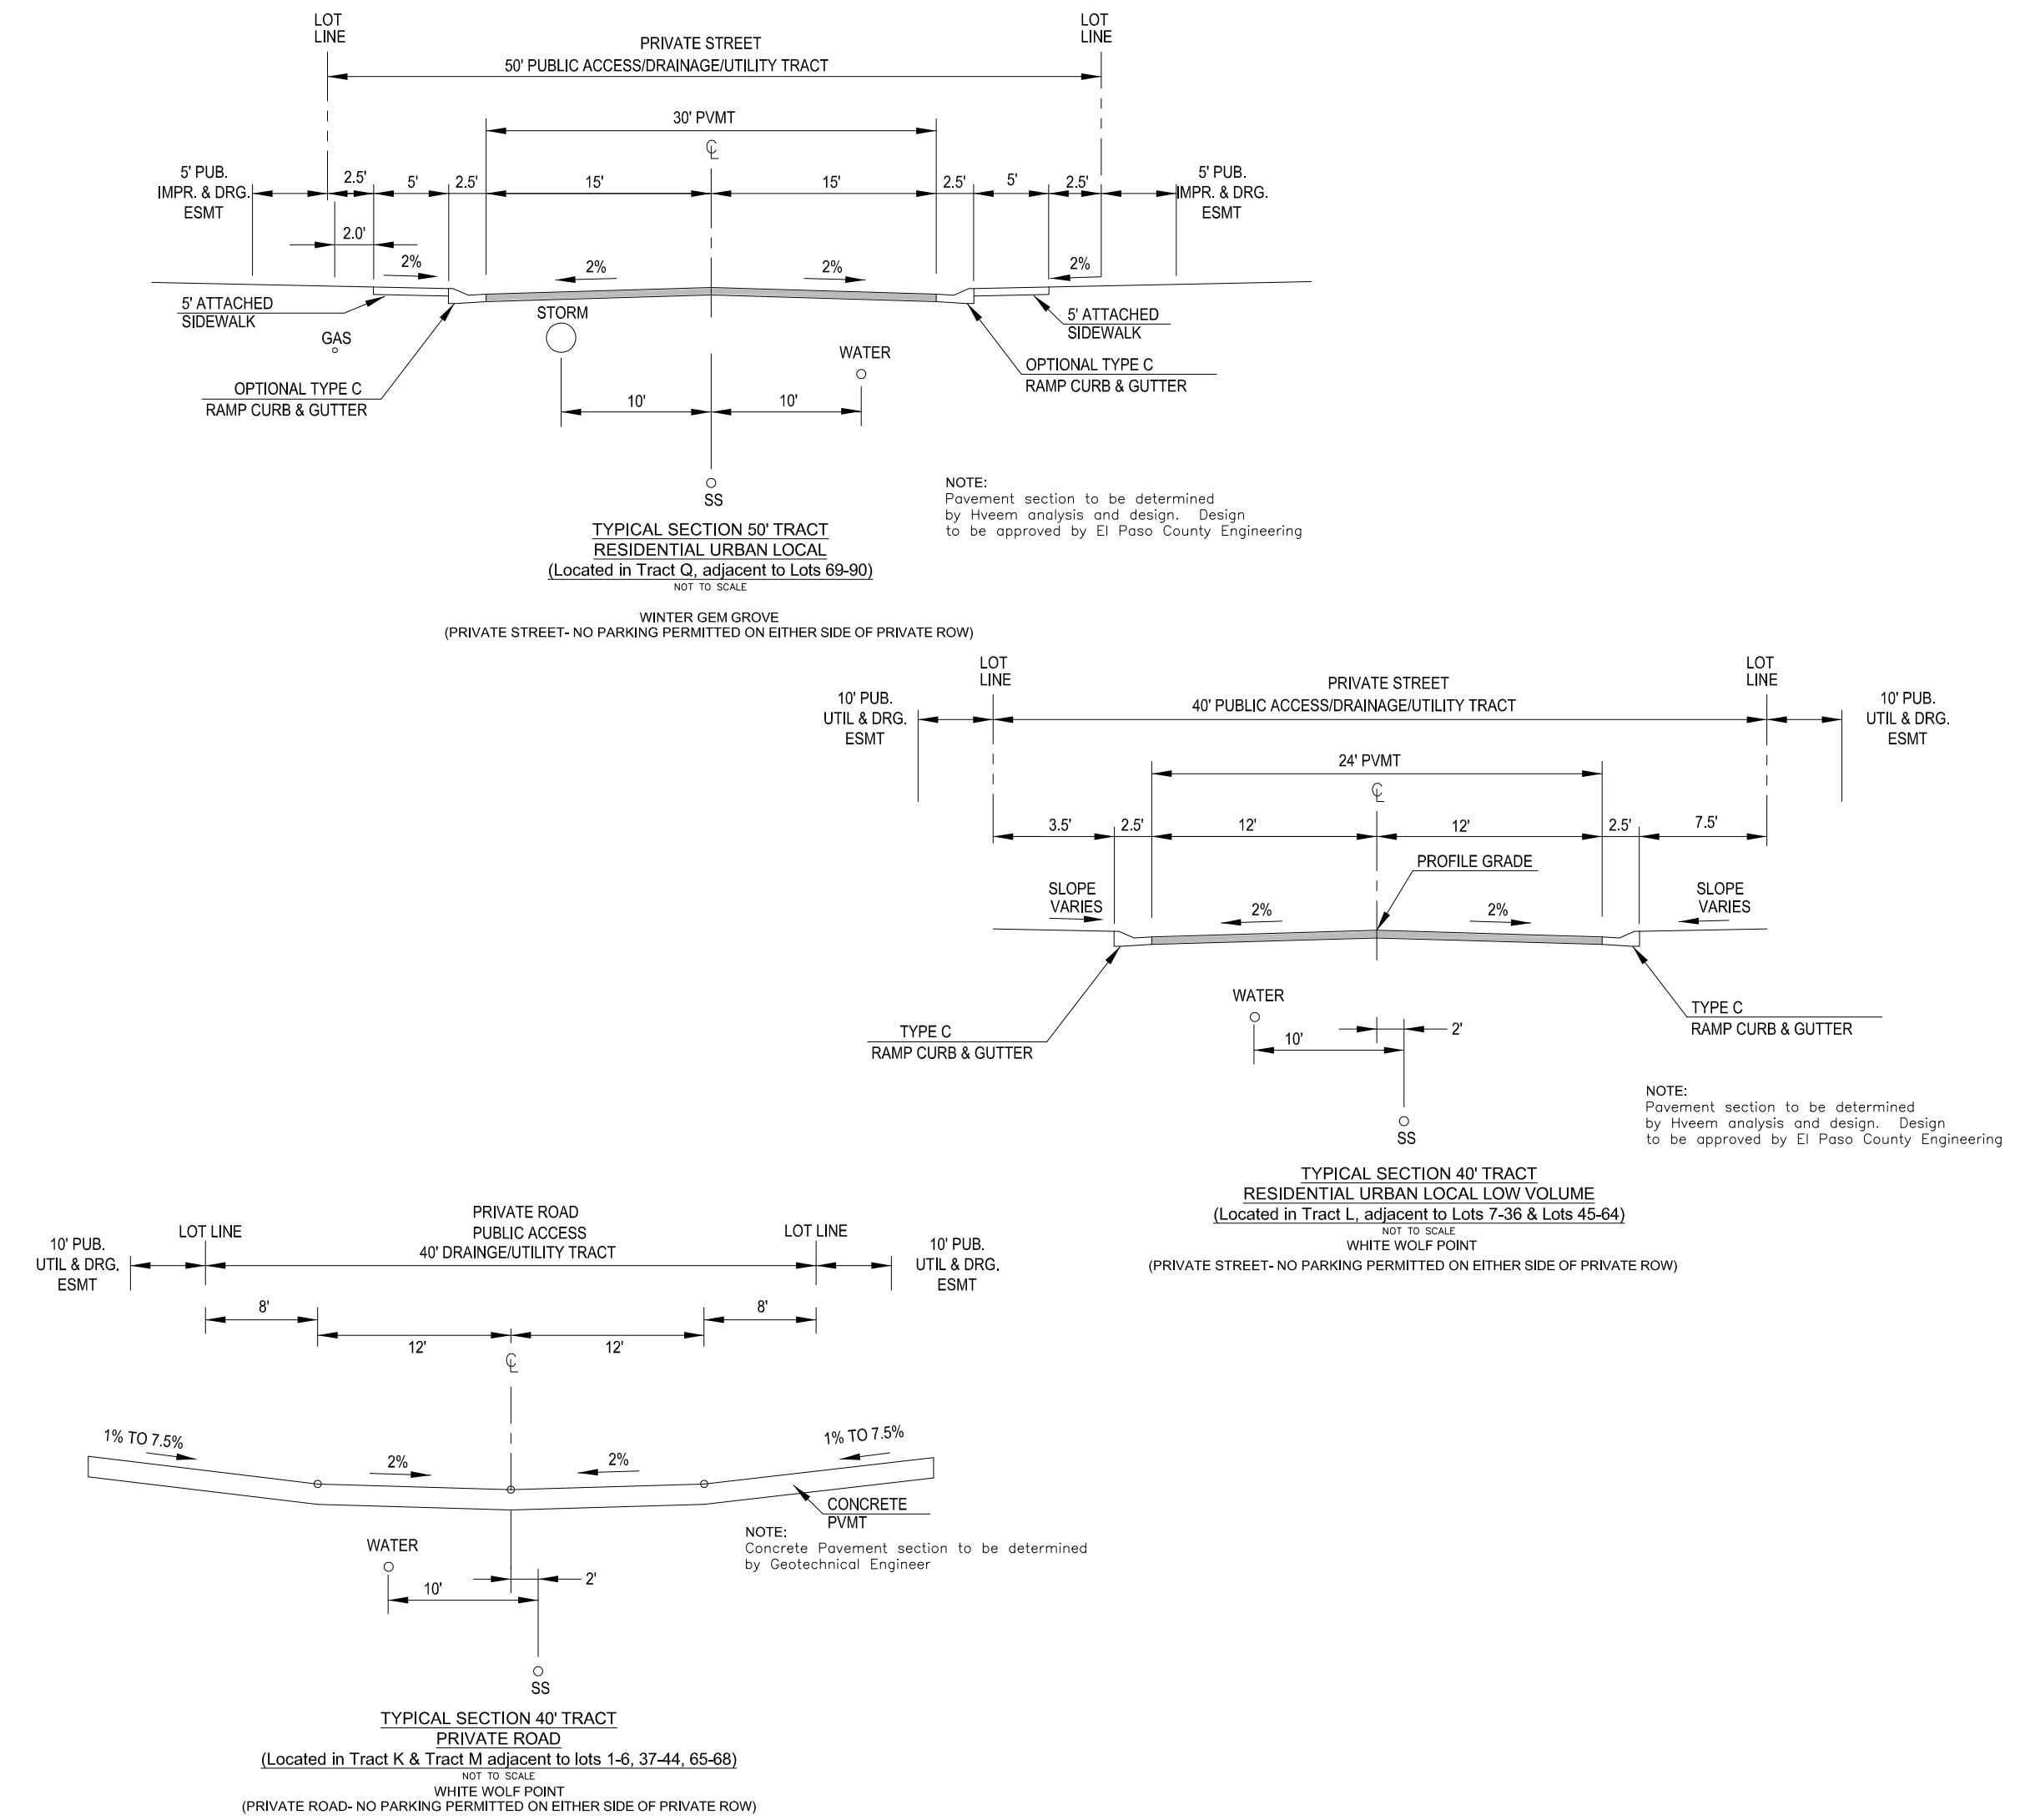 LOT
LINE
LOT
LINE
PRIVATE STREET
50' PUBLIC ACCESS/DRAINAGE/UTILITY TRACT
30' PVMT
℄
5' PUB.
IMPR. & DRG.
ESMT
2.5'
5'
2.5'
15'
15'
2.5'
5'
2.5'
5' PUB.
IMPR. & DRG.
ESMT
2.0'
2%
2%
2%
2%
5' ATTACHED
SIDEWALK
GAS
STORM
WATER
5' ATTACHED
SIDEWALK
OPTIONAL TYPE C
RAMP CURB & GUTTER
OPTIONAL TYPE C
RAMP CURB & GUTTER
10'
10'
SS
NOTE:
Pavement section to be determined
by Hveem analysis and design. Design
to be approved by El Paso County Engineering
TYPICAL SECTION 50' TRACT
RESIDENTIAL URBAN LOCAL
(Located in Tract Q, adjacent to Lots 69-90)
NOT TO SCALE
WINTER GEM GROVE
(PRIVATE STREET- NO PARKING PERMITTED ON EITHER SIDE OF PRIVATE ROW)
LOT
LINE
LOT
LINE
10' PUB.
UTIL & DRG.
ESMT
PRIVATE STREET
40' PUBLIC ACCESS/DRAINAGE/UTILITY TRACT
10' PUB.
UTIL & DRG.
ESMT
24' PVMT
℄
3.5'
2.5'
12'
12'
2.5'
7.5'
PROFILE GRADE
SLOPE
VARIES
2%
2%
SLOPE
VARIES
WATER
TYPE C
RAMP CURB & GUTTER
TYPE C
RAMP CURB & GUTTER
2'
10'
SS
NOTE:
Pavement section to be determined
by Hveem analysis and design. Design
to be approved by El Paso County Engineering
TYPICAL SECTION 40' TRACT
RESIDENTIAL URBAN LOCAL LOW VOLUME
(Located in Tract L, adjacent to Lots 7-36 & Lots 45-64)
NOT TO SCALE
WHITE WOLF POINT
(PRIVATE STREET- NO PARKING PERMITTED ON EITHER SIDE OF PRIVATE ROW)
10' PUB.
UTIL & DRG.
ESMT
LOT LINE
PRIVATE ROAD
PUBLIC ACCESS
40' DRAINGE/UTILITY TRACT
LOT LINE
10' PUB.
UTIL & DRG.
ESMT
8'
8'
12'
12'
℄
1% TO 7.5%
2%
2%
1% TO 7.5%
CONCRETE
PVMT
NOTE:
Concrete Pavement section to be determined
by Geotechnical Engineer
WATER
2'
10'
SS
TYPICAL SECTION 40' TRACT
PRIVATE ROAD
(Located in Tract K & Tract M adjacent to lots 1-6, 37-44, 65-68)
NOT TO SCALE
WHITE WOLF POINT
(PRIVATE ROAD- NO PARKING PERMITTED ON EITHER SIDE OF PRIVATE ROW)